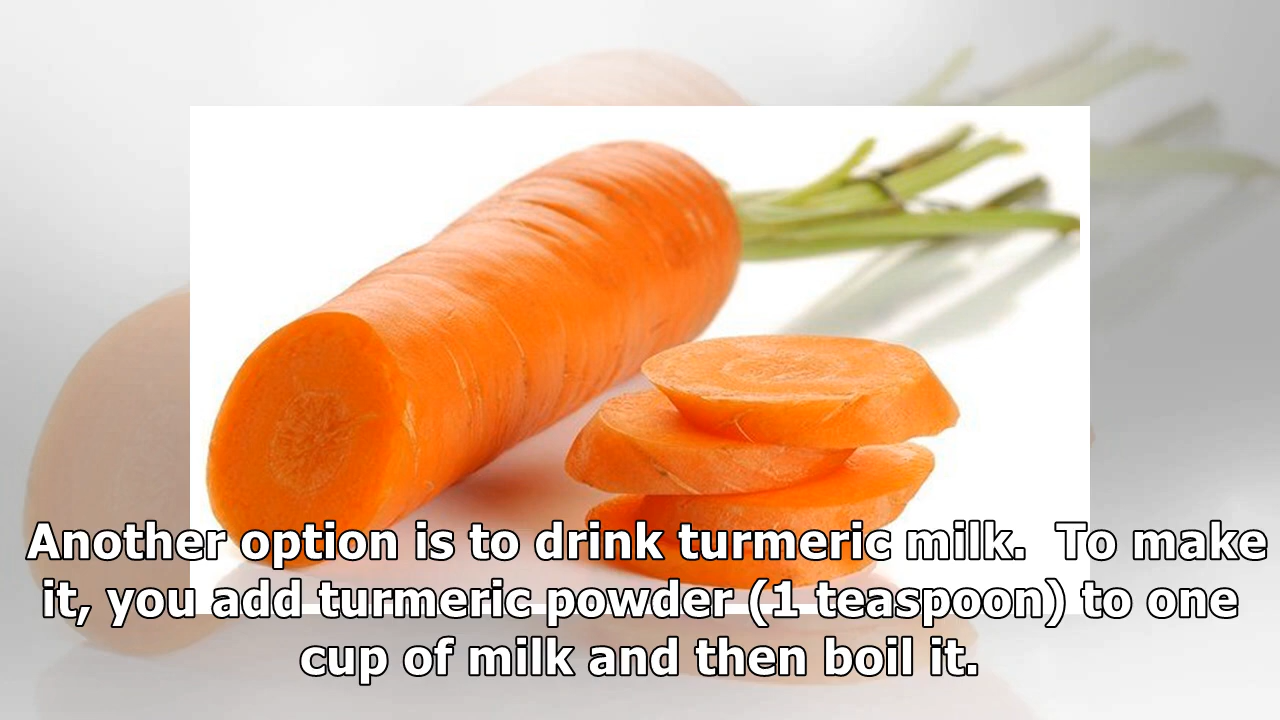 Another option is to drink turmeric milk.  To make
it, you add turmeric powder (1 teaspoon) to one
cup of milk and then boil it.